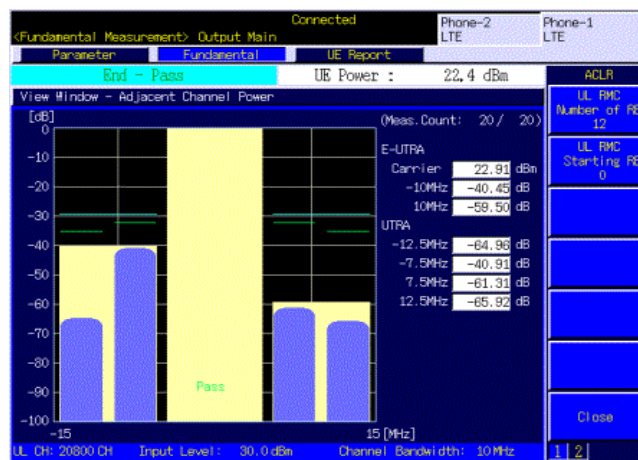 Connected
<Fundamental Measurement> Output Main
Phone-2
LTE
Phone-1
LTE
Parameter
Fundamental
UE Report
End - Pass
UE Power : 22.4 dBm
ACLR
View Window - Adjacent Channel Power
UL RMC
Number of RB
12
UL RMC
Starting RB
0
Close
1 2
[dB]
0
-10
-20
-30
-40
-50
-60
-70
-80
-90
-100
Pass
-15
15 [MHz]
(Meas.Count: 20/ 20)
E-UTRA
Carrier 22.91 dBm
-10MHz -40.45 dB
10MHz -59.50 dB
UTRA
-12.5MHz -64.96 dB
-7.5MHz -40.91 dB
7.5MHz -61.31 dB
12.5MHz -65.92 dB
UL CH: 20800 CH Input Level: 30.0 dBm Channel Bandwidth: 10 MHz